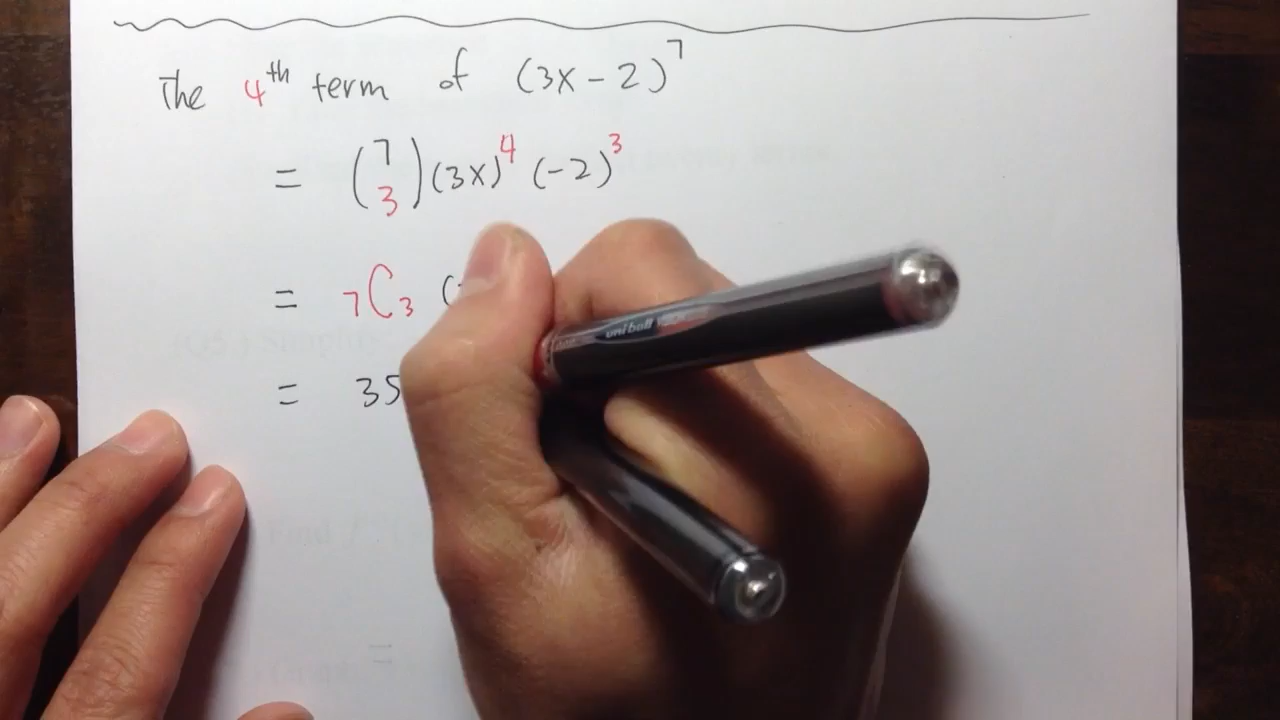 The 4th term of (3x-2)^7
= (7 3)(3x)^4 (-2)^3
= 7C3 (
= 35
uni ball